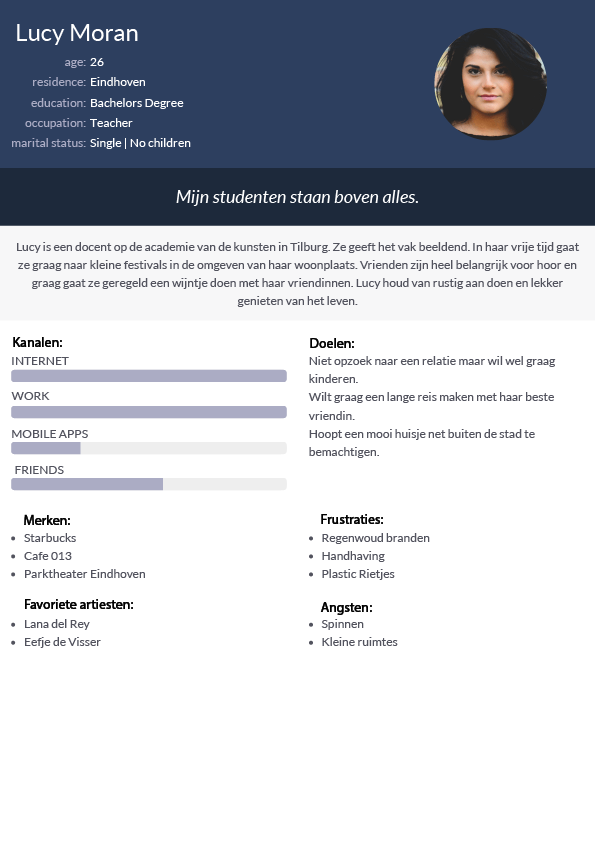 Lucy Moran
age: 26
residence: Eindhoven
education: Bachelors Degree
occupation: Teacher
marital status: Single | No children
Mijn studenten staan boven alles.
Lucy is een docent op de academie van de kunsten in Tilburg. Ze geeft het vak beeldend. In haar vrije tijd gaat
ze graag naar kleine festivals in de omgeven van haar woonplaats. Vrienden zijn heel belangrijk voor hoor en
graag gaat ze geregeld een wijntje doen met haar vriendinnen. Lucy houd van rustig aan doen en lekker
genieten van het leven.
Kanalen:
INTERNET
WORK
MOBILE APPS
FRIENDS
Doelen:
Niet opzoek naar een relatie maar wil wel graag
kinderen.
Wilt graag een lange reis maken met haar beste
vriendin.
Hoopt een mooi huisje net buiten de stad te
bemachtigen.
Merken:
• Starbucks
• Cafe 013
• Parktheater Eindhoven
Frustraties:
• Regenwoud branden
• Handhaving
• Plastic Rietjes
Favoriete artiesten:
• Lana del Rey
• Eefje de Visser
Angsten:
• Spinnen
• Kleine ruimtes